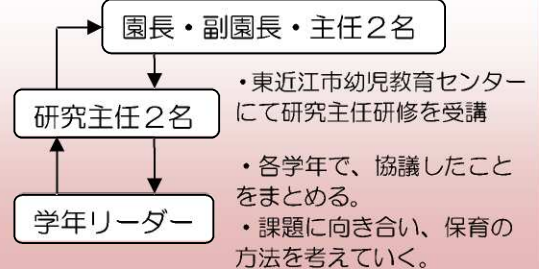 園長・副園長・主任２名
・東近江市幼児教育センター
にて研究主任研修を受講
研究主任２名
・各学年で、協議したこと
をまとめる。
学年リーダー
・課題に向き合い、保育の
方法を考えていく。